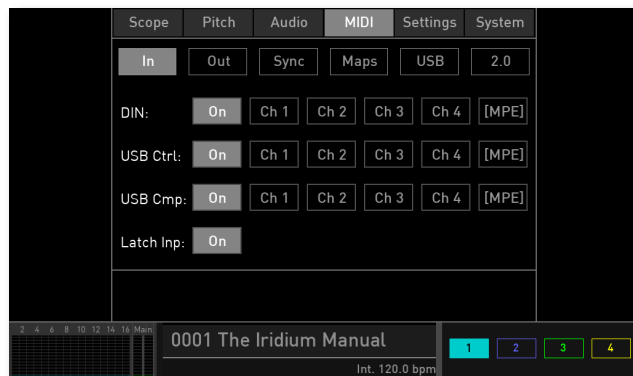 Scope Pitch Audio MIDI Settings System
In Out Sync Maps USB 2.0
DIN: On Ch 1 Ch 2 Ch 3 Ch 4 [MPE]
USB Ctrl: On Ch 1 Ch 2 Ch 3 Ch 4 [MPE]
USB Cmp: On Ch 1 Ch 2 Ch 3 Ch 4 [MPE]
Latch Inp: On
2 4 6 8 10 12 14 16 Main
0001 The Iridium Manual
1 2 3 4
Int. 120.0 bpm